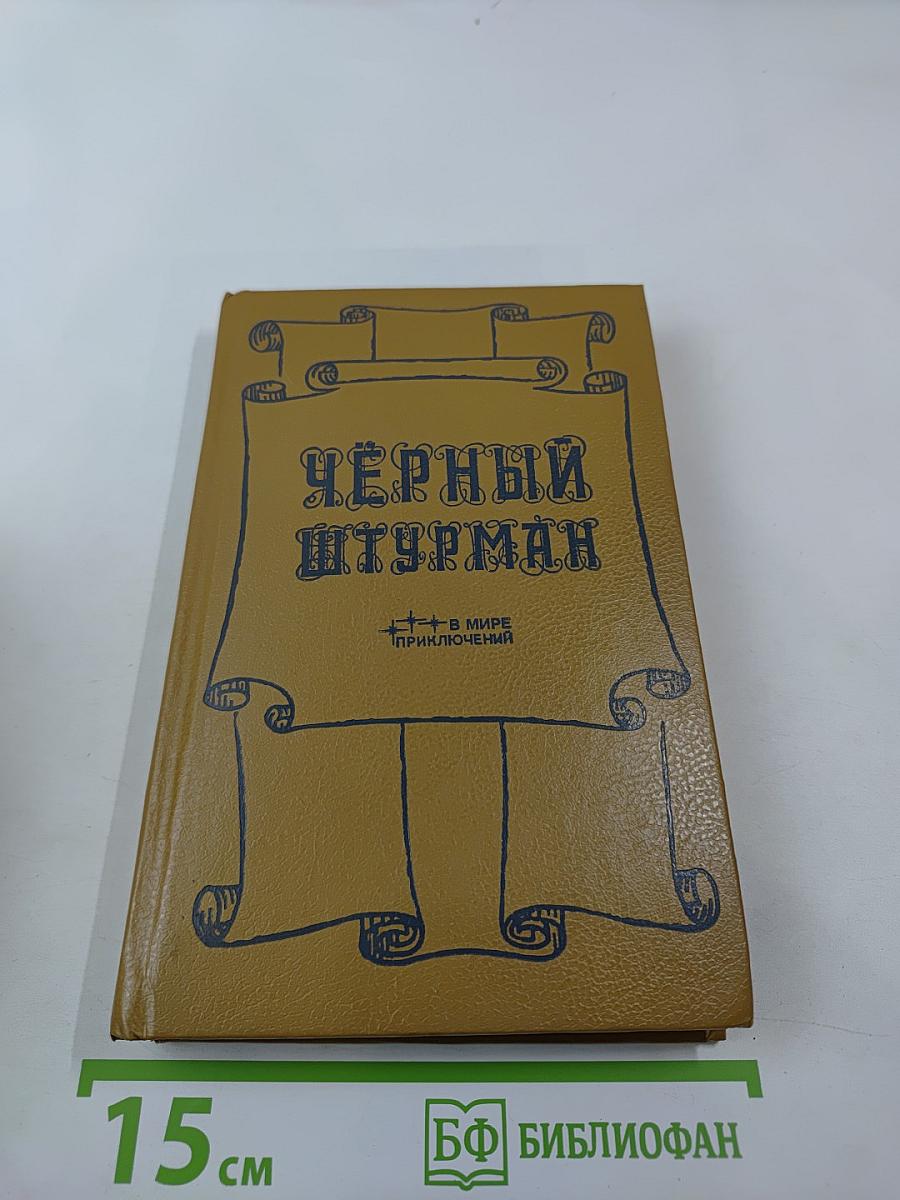 ЧЁРНЫЙ
ШТУРМАН
В МИРЕ
ПРИКЛЮЧЕНИЙ
15 см
БФ БИБЛИОФАН